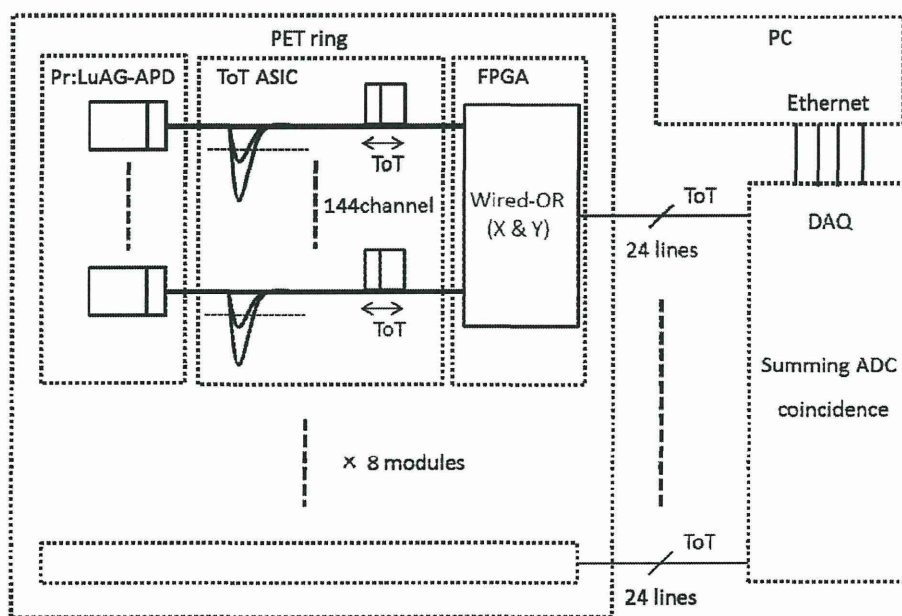 PET ring
PC
Pr:LuAG-APD
ToT ASIC
FPGA
Ethernet
ToT
144channel
Wired-OR
(X & Y)
ToT
24 lines
DAQ
ToT
Summing ADC
coincidence
× 8 modules
ToT
24 lines